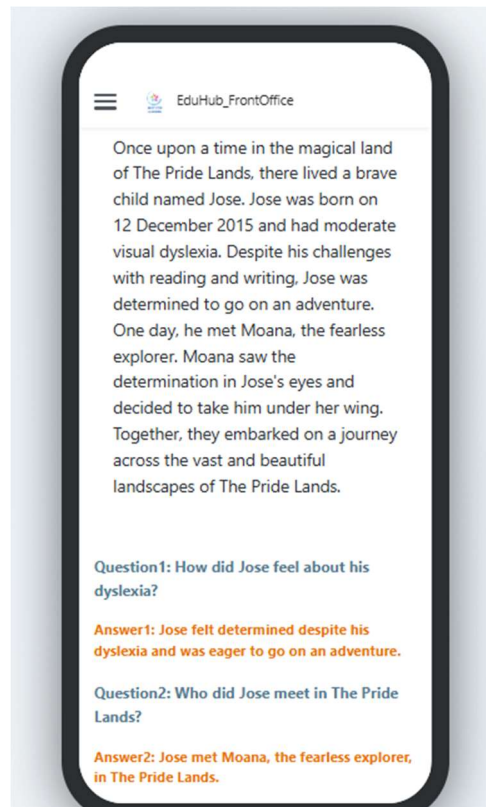 EduHub_FrontOffice
Once upon a time in the magical land
of The Pride Lands, there lived a brave
child named Jose. Jose was born on
12 December 2015 and had moderate
visual dyslexia. Despite his challenges
with reading and writing, Jose was
determined to go on an adventure.
One day, he met Moana, the fearless
explorer. Moana saw the
determination in Jose's eyes and
decided to take him under her wing.
Together, they embarked on a journey
across the vast and beautiful
landscapes of The Pride Lands.
Question1: How did Jose feel about his
dyslexia?
Answer1: Jose felt determined despite his
dyslexia and was eager to go on an adventure.
Question2: Who did Jose meet in The Pride
Lands?
Answer2: Jose met Moana, the fearless explorer,
in The Pride Lands.